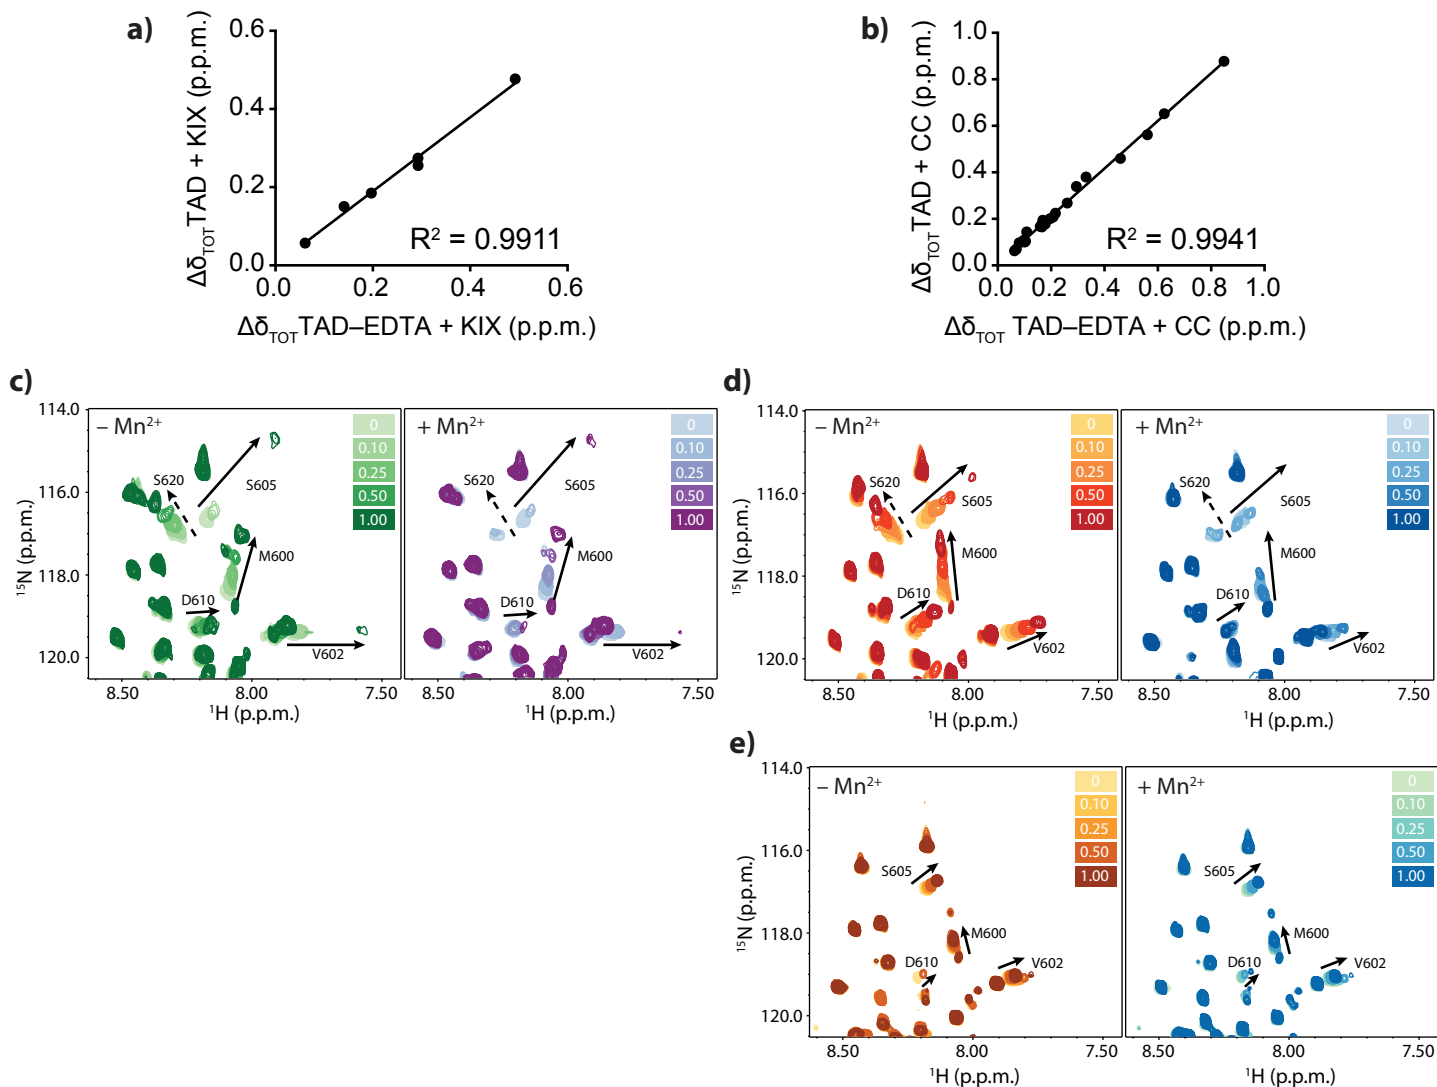 a)
0.6
0.4
0.2
0.0
Δδ_TOT TAD + KIX (p.p.m.)
R² = 0.9911
0.0 0.2 0.4 0.6
Δδ_TOT TAD–EDTA + KIX (p.p.m.)
b)
1.0
0.8
0.6
0.4
0.2
0.0
Δδ_TOT TAD + CC (p.p.m.)
R² = 0.9941
0.0 0.2 0.4 0.6 0.8 1.0
Δδ_TOT TAD–EDTA + CC (p.p.m.)
c)
114.0
116.0
118.0
120.0
¹⁵N (p.p.m.)
– Mn²⁺
0
0.10
0.25
0.50
1.00
S620
S605
M600
D610
V602
8.50 8.00 7.50
¹H (p.p.m.)
+ Mn²⁺
0
0.10
0.25
0.50
1.00
S620
S605
M600
D610
V602
8.50 8.00 7.50
¹H (p.p.m.)
d)
114.0
116.0
118.0
120.0
¹⁵N (p.p.m.)
– Mn²⁺
0
0.10
0.25
0.50
1.00
S620
S605
M600
D610
V602
8.50 8.00 7.50
¹H (p.p.m.)
+ Mn²⁺
0
0.10
0.25
0.50
1.00
S620
S605
M600
D610
V602
8.50 8.00 7.50
¹H (p.p.m.)
e)
114.0
116.0
118.0
120.0
¹⁵N (p.p.m.)
– Mn²⁺
0
0.10
0.25
0.50
1.00
S605
M600
D610
V602
8.50 8.00 7.50
¹H (p.p.m.)
+ Mn²⁺
0
0.10
0.25
0.50
1.00
S605
M600
D610
V602
8.50 8.00 7.50
¹H (p.p.m.)